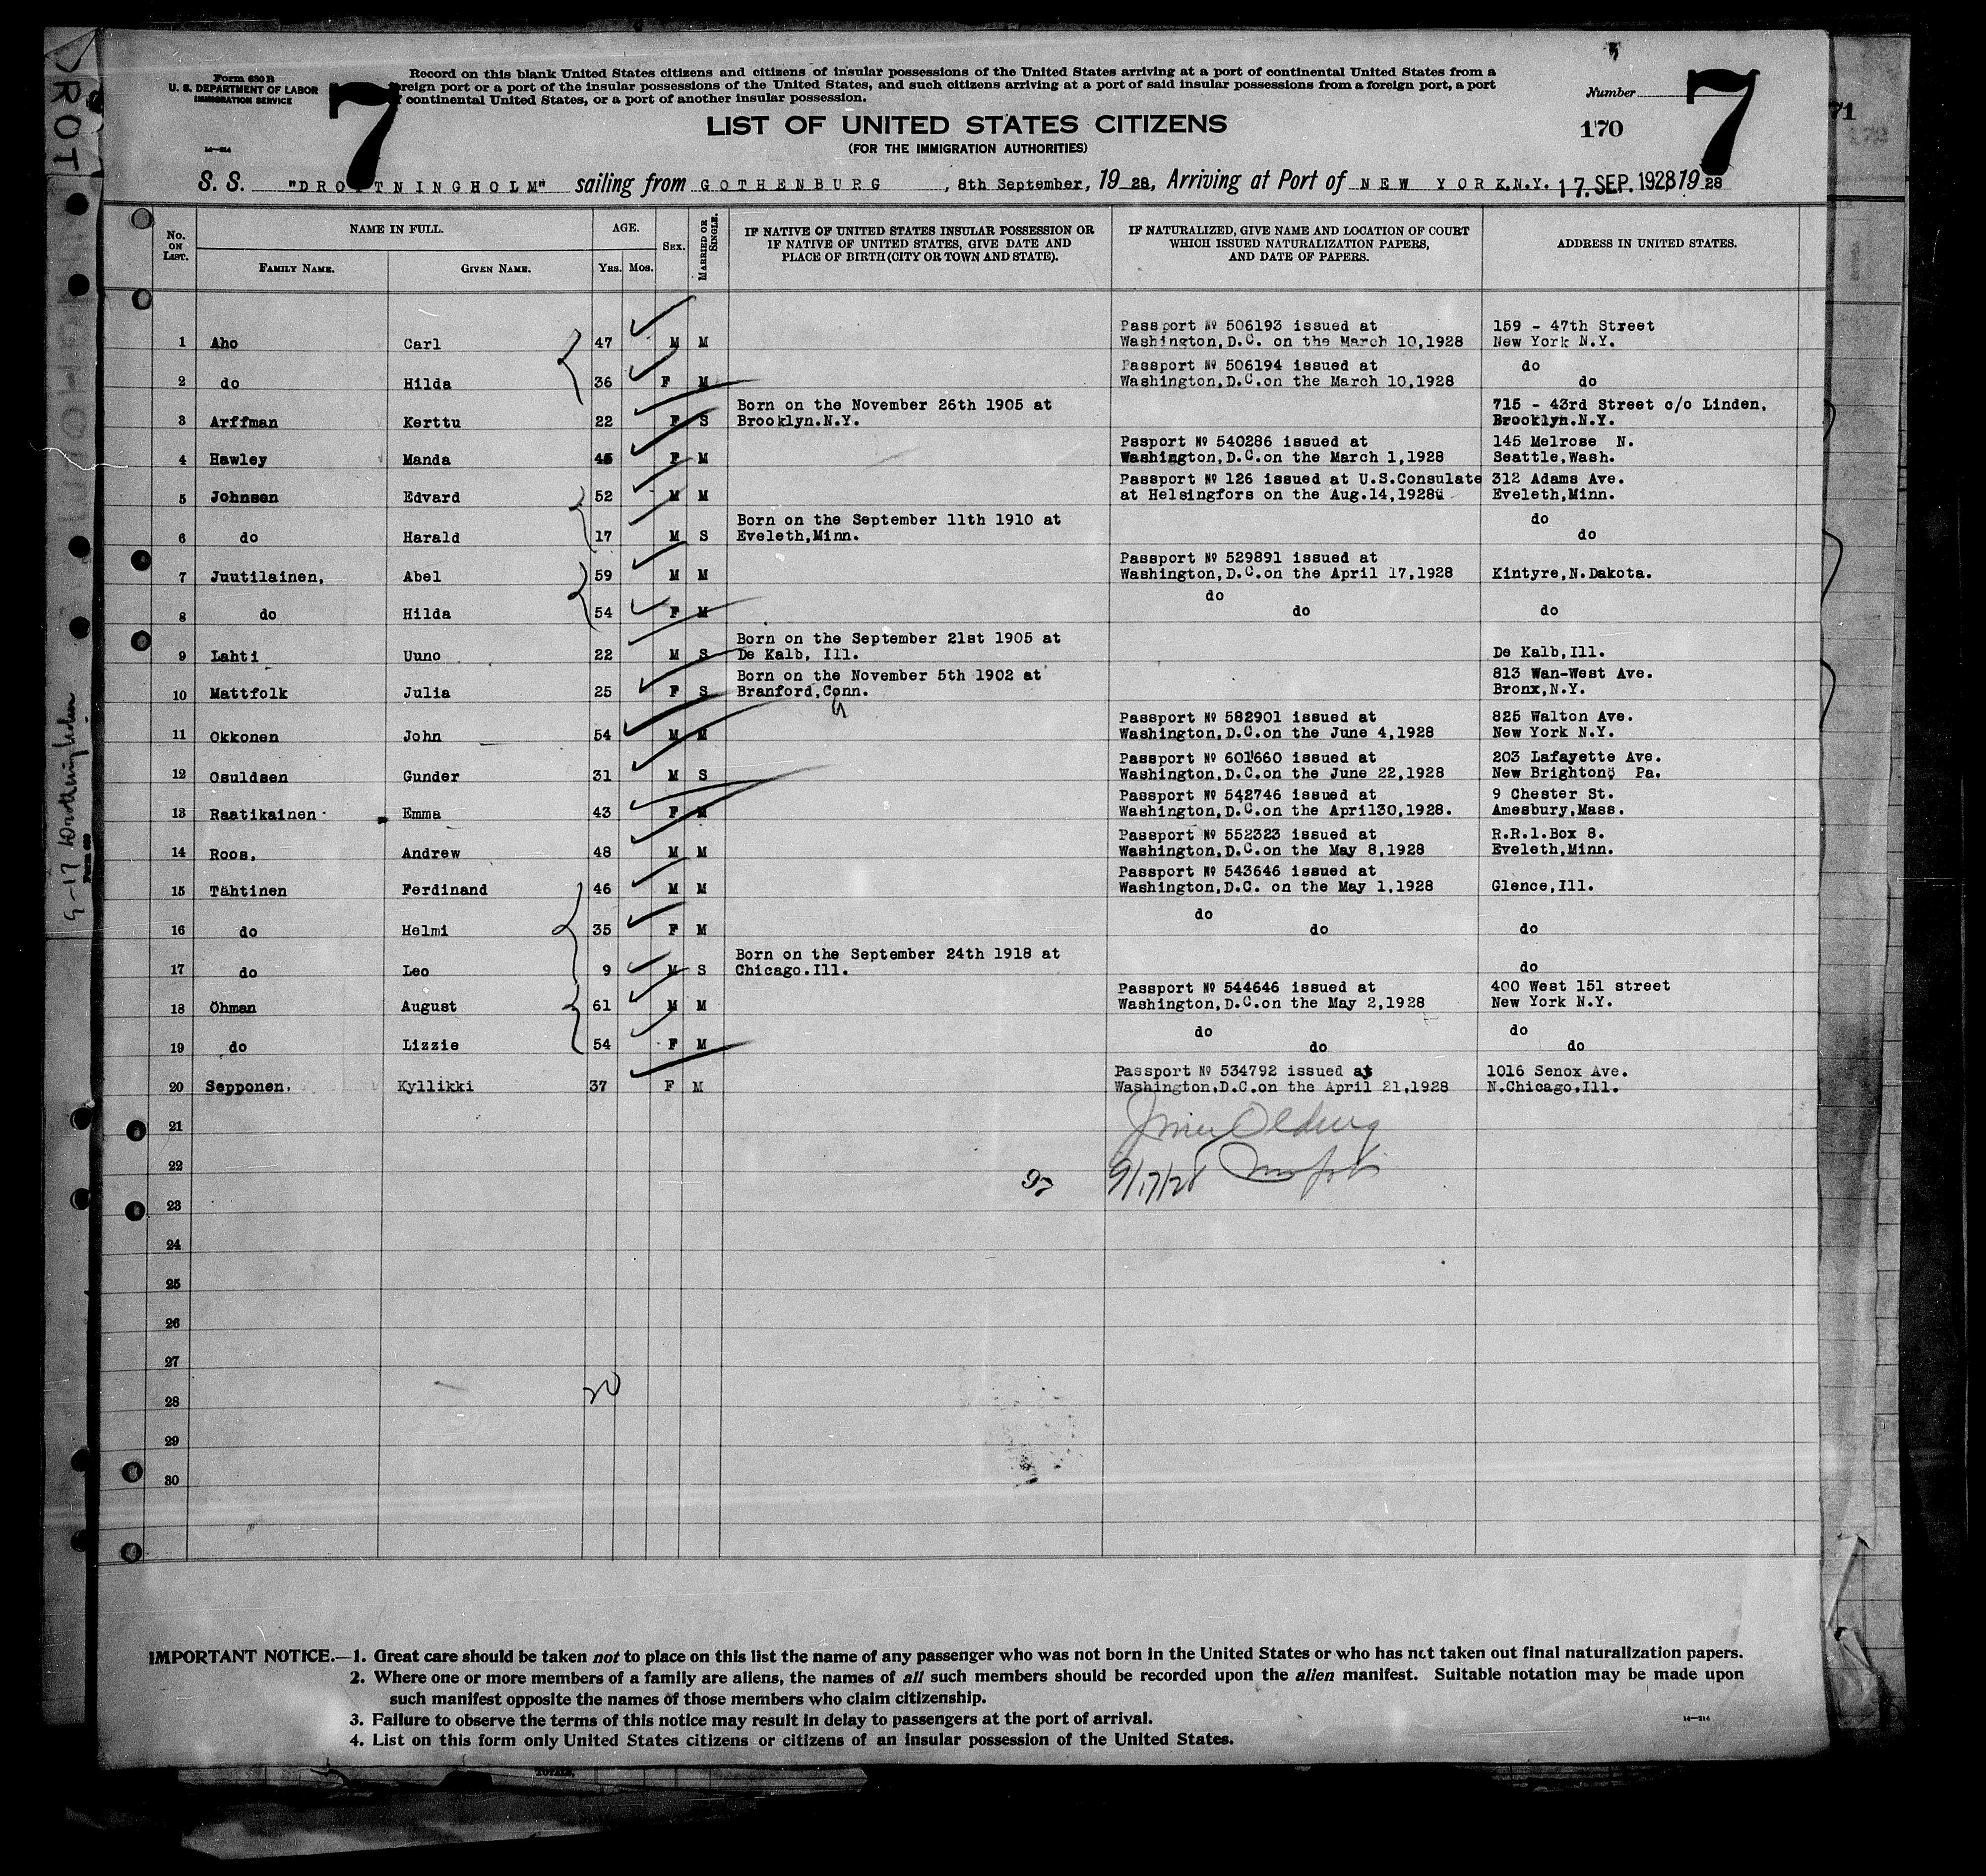 Form 630 B
U. S. DEPARTMENT OF LABOR
IMMIGRATION SERVICE
14—214
7
Record on this blank United States citizens and citizens of insular possessions of the United States arriving at a port of continental United States from a
foreign port or a port of the insular possessions of the United States, and such citizens arriving at a port of said insular possessions from a foreign port, a port
of continental United States, or a port of another insular possession.
LIST OF UNITED STATES CITIZENS
(FOR THE IMMIGRATION AUTHORITIES)
Number
170
7
71
S. S. "DROTTNINGHOLM" sailing from GOTHENBURG, 8th September, 19 28, Arriving at Port of NEW YORK,N.Y. 17. SEP. 1928 19 28
No. ON LIST.
NAME IN FULL.
FAMILY NAME.
GIVEN NAME.
AGE.
YRS. MOS.
SEX.
MARRIED OR SINGLE.
IF NATIVE OF UNITED STATES INSULAR POSSESSION OR
IF NATIVE OF UNITED STATES, GIVE DATE AND
PLACE OF BIRTH (CITY OR TOWN AND STATE).
IF NATURALIZED, GIVE NAME AND LOCATION OF COURT
WHICH ISSUED NATURALIZATION PAPERS,
AND DATE OF PAPERS.
ADDRESS IN UNITED STATES.
Passport № 506193 issued at 159 - 47th Street
1 Aho Carl 47 M M Washington,D.C. on the March 10,1928 New York N.Y.
Passport № 506194 issued at do
2 do Hilda 36 F M Washington,D.C.on the March 10,1928 do
Born on the November 26th 1905 at 715 - 43rd Street c/o Linden,
3 Arffman Kerttu 22 F S Brooklyn.N.Y. Brooklyn.N.Y.
Pssport № 540286 issued at 145 Melrose N.
4 Hawley Manda 45 F M Washington,D.C.on the March 1,1928 Seattle,Wash.
Passport № 126 issued at U.S.Consulate 312 Adams Ave.
5 Johnsen Edvard 52 M M at Helsingfors on the Aug.14,1928 Eveleth,Minn.
Born on the September 11th 1910 at do
6 do Harald 17 M S Eveleth,Minn. do
Passport № 529891 issued at
7 Juutilainen, Abel 59 M M Washington,D.C.on the April 17,1928 Kintyre,N.Dakota.
do
8 do Hilda 54 F M do do
Born on the September 21st 1905 at
9 Lahti Uuno 22 M S De Kalb, Ill. De Kalb,Ill.
Born on the November 5th 1902 at 813 Wan-West Ave.
10 Mattfolk Julia 25 F S Branford,Conn. Bronx,N.Y.
Passport № 582901 issued at 825 Walton Ave.
11 Okkonen John 54 M M Washington,D.C.on the June 4,1928 New York N.Y.
Passport № 601660 issued at 203 Lafayette Ave.
12 Osuldsen Gunder 31 M S Washington,D.C.on the June 22,1928 New Brighton, Pa.
Passport № 542746 issued at 9 Chester St.
13 Raatikainen Emma 43 F M Washington,D.C.on the April30,1928. Amesbury,Mass.
Passport № 552323 issued at R.R.1.Box 8.
14 Roos, Andrew 48 M M Washington,D.C.on the May 8,1928 Eveleth,Minn.
Passport № 543646 issued at
15 Tähtinen Ferdinand 46 M M Washington,D.C. on the May 1,1928 Glence,Ill.
do
16 do Helmi 35 F M do do
Born on the September 24th 1918 at
17 do Leo 9 M S Chicago.Ill. do
Passport № 544646 issued at 400 West 151 street
18 Öhman August 61 M M Washington,D.C.on the May 2,1928 New York N.Y.
do do
19 do Lizzie 54 F M do do
Passport № 534792 issued at 1016 Senox Ave.
20 Sepponen, Kyllikki 37 F M Washington,D.C.on the April 21,1928 N.Chicago,Ill.
21
22
9/17/28
23
24
25
26
27
28
20
29
30
IMPORTANT NOTICE.—1. Great care should be taken not to place on this list the name of any passenger who was not born in the United States or who has not taken out final naturalization papers.
2. Where one or more members of a family are aliens, the names of all such members should be recorded upon the alien manifest. Suitable notation may be made upon
such manifest opposite the names of those members who claim citizenship.
3. Failure to observe the terms of this notice may result in delay to passengers at the port of arrival.
4. List on this form only United States citizens or citizens of an insular possession of the United States.
14—214
9-17 Drottningholm
DROT